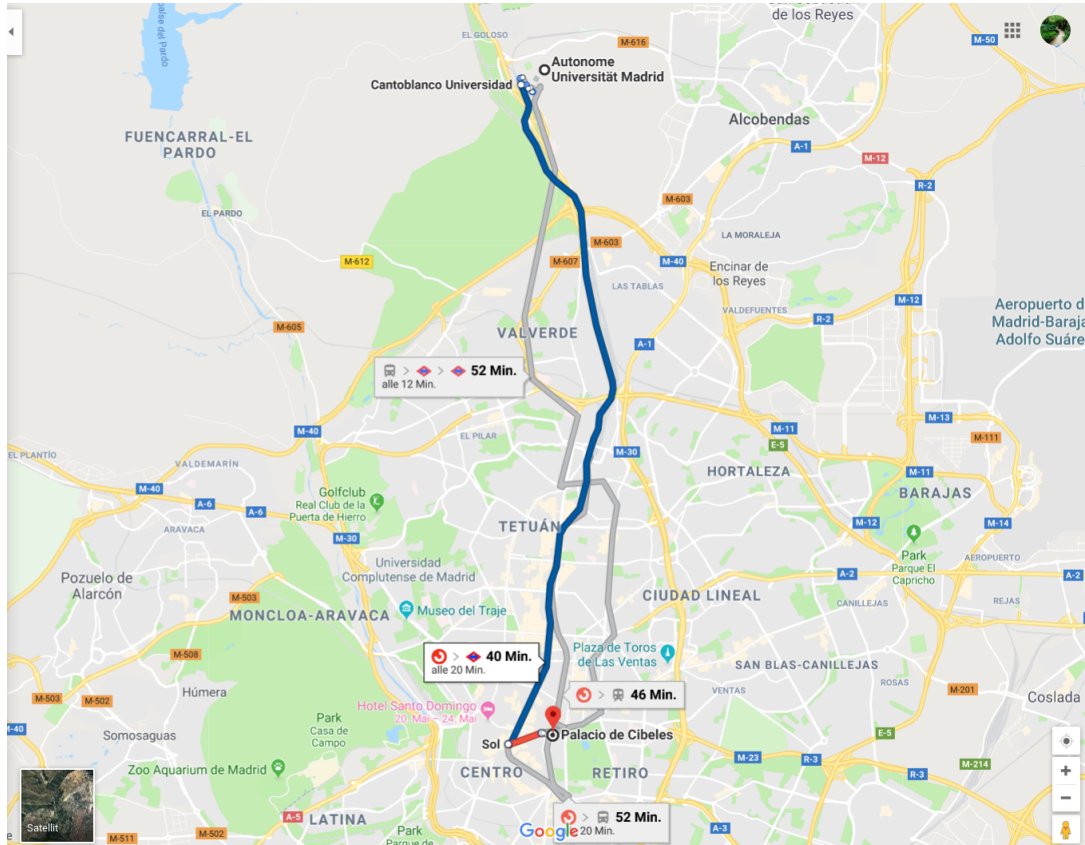 de los Reyes
M-50
EL GOLOSO
M-616
Autonome
Universität Madrid
Cantoblanco Universidad
Alcobendas
FUENCARRAL-EL
PARDO
A-1
M-12
R-2
M-603
EL PARDO
LA MORALEJA
M-603
M-612
M-607
M-40
Encinar de
los Reyes
LAS TABLAS
M-12
Aeropuerto d
Madrid-Baraja
Adolfo Suáre
VALDEFUENTES
R-2
M-605
VALVERDE
A-1
52 Min.
alle 12 Min.
M-13
M-40
M-11
M-111
EL PILAR
E-5
EL PLANTÍO
VALDEMARÍN
M-30
HORTALEZA
M-11
M-40
Golfclub
Real Club de la
Puerta de Hierro
BARAJAS
A-6
A-6
ARAVACA
TETUÁN
M-12
M-14
M-30
Park
Parque El
Capricho
AEROPUERTO
Universidad
Complutense de Madrid
Pozuelo de
Alarcón
A-2
A-2
M-503
CIUDAD LINEAL
CANILLEJAS
REJAS
MONCLOA-ARAVACA
Museo del Traje
Plaza de Toros
de Las Ventas
M-508
40 Min.
alle 20 Min.
SAN BLAS-CANILLEJAS
ROSAS
M-503
M-502
Húmera
46 Min.
VENTAS
M-201
Coslada
Hotel Santo Domingo
20. Mai – 24. Mai
M-40
Somosaguas
Park
Casa de
Campo
Sol
Palacio de Cibeles
E-5
M-23
R-3
M-214
Zoo Aquarium de Madrid
CENTRO
RETIRO
R-3
Satellit
A-5
LATINA
52 Min.
20 Min.
Google
A-3
M-511
M-502
Park
Parque de